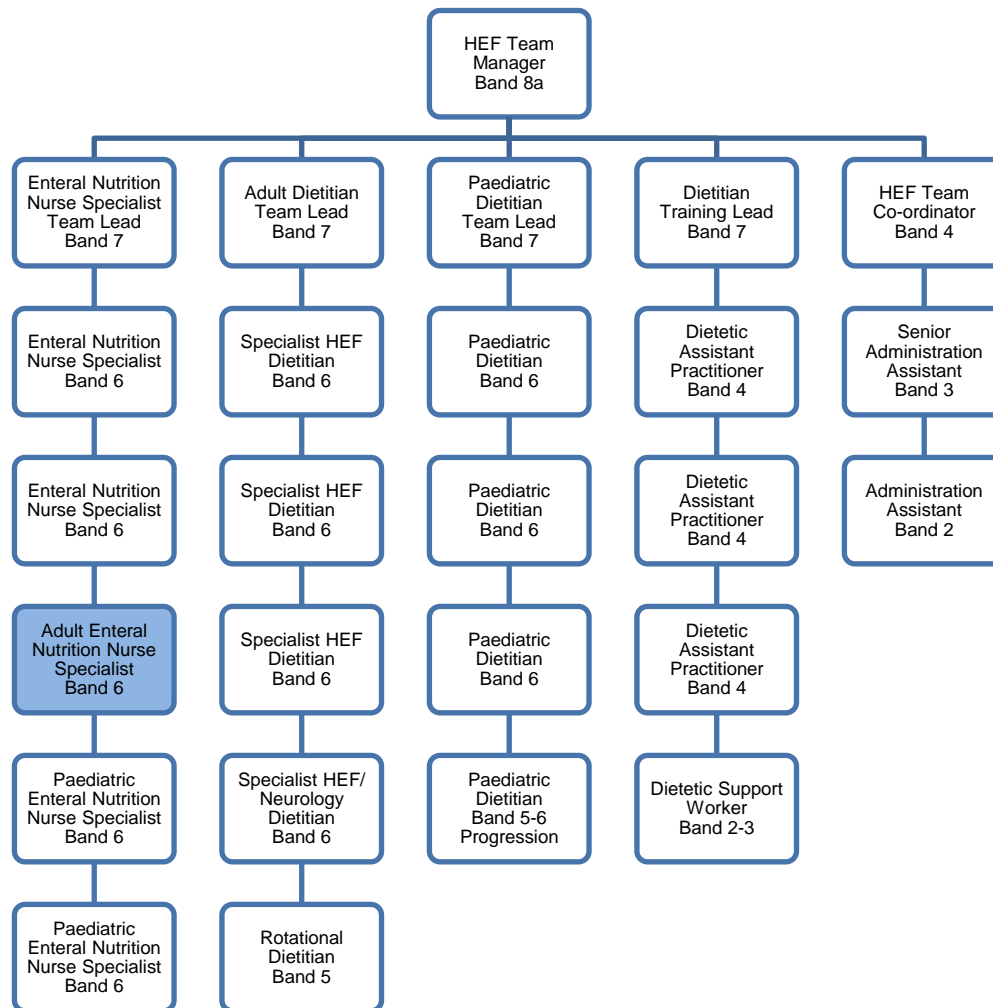 HEF Team
Manager
Band 8a
Enteral Nutrition
Nurse Specialist
Team Lead
Band 7
Adult Dietitian
Team Lead
Band 7
Paediatric
Dietitian
Team Lead
Band 7
Dietitian
Training Lead
Band 7
HEF Team
Co-ordinator
Band 4
Enteral Nutrition
Nurse Specialist
Band 6
Specialist HEF
Dietitian
Band 6
Paediatric
Dietitian
Band 6
Dietetic
Assistant
Practitioner
Band 4
Senior
Administration
Assistant
Band 3
Enteral Nutrition
Nurse Specialist
Band 6
Specialist HEF
Dietitian
Band 6
Paediatric
Dietitian
Band 6
Dietetic
Assistant
Practitioner
Band 4
Administration
Assistant
Band 2
Adult Enteral
Nutrition Nurse
Specialist
Band 6
Specialist HEF
Dietitian
Band 6
Paediatric
Dietitian
Band 6
Dietetic
Assistant
Practitioner
Band 4
Paediatric
Enteral Nutrition
Nurse Specialist
Band 6
Specialist HEF/
Neurology
Dietitian
Band 6
Paediatric
Dietitian
Band 5-6
Progression
Dietetic Support
Worker
Band 2-3
Paediatric
Enteral Nutrition
Nurse Specialist
Band 6
Rotational
Dietitian
Band 5